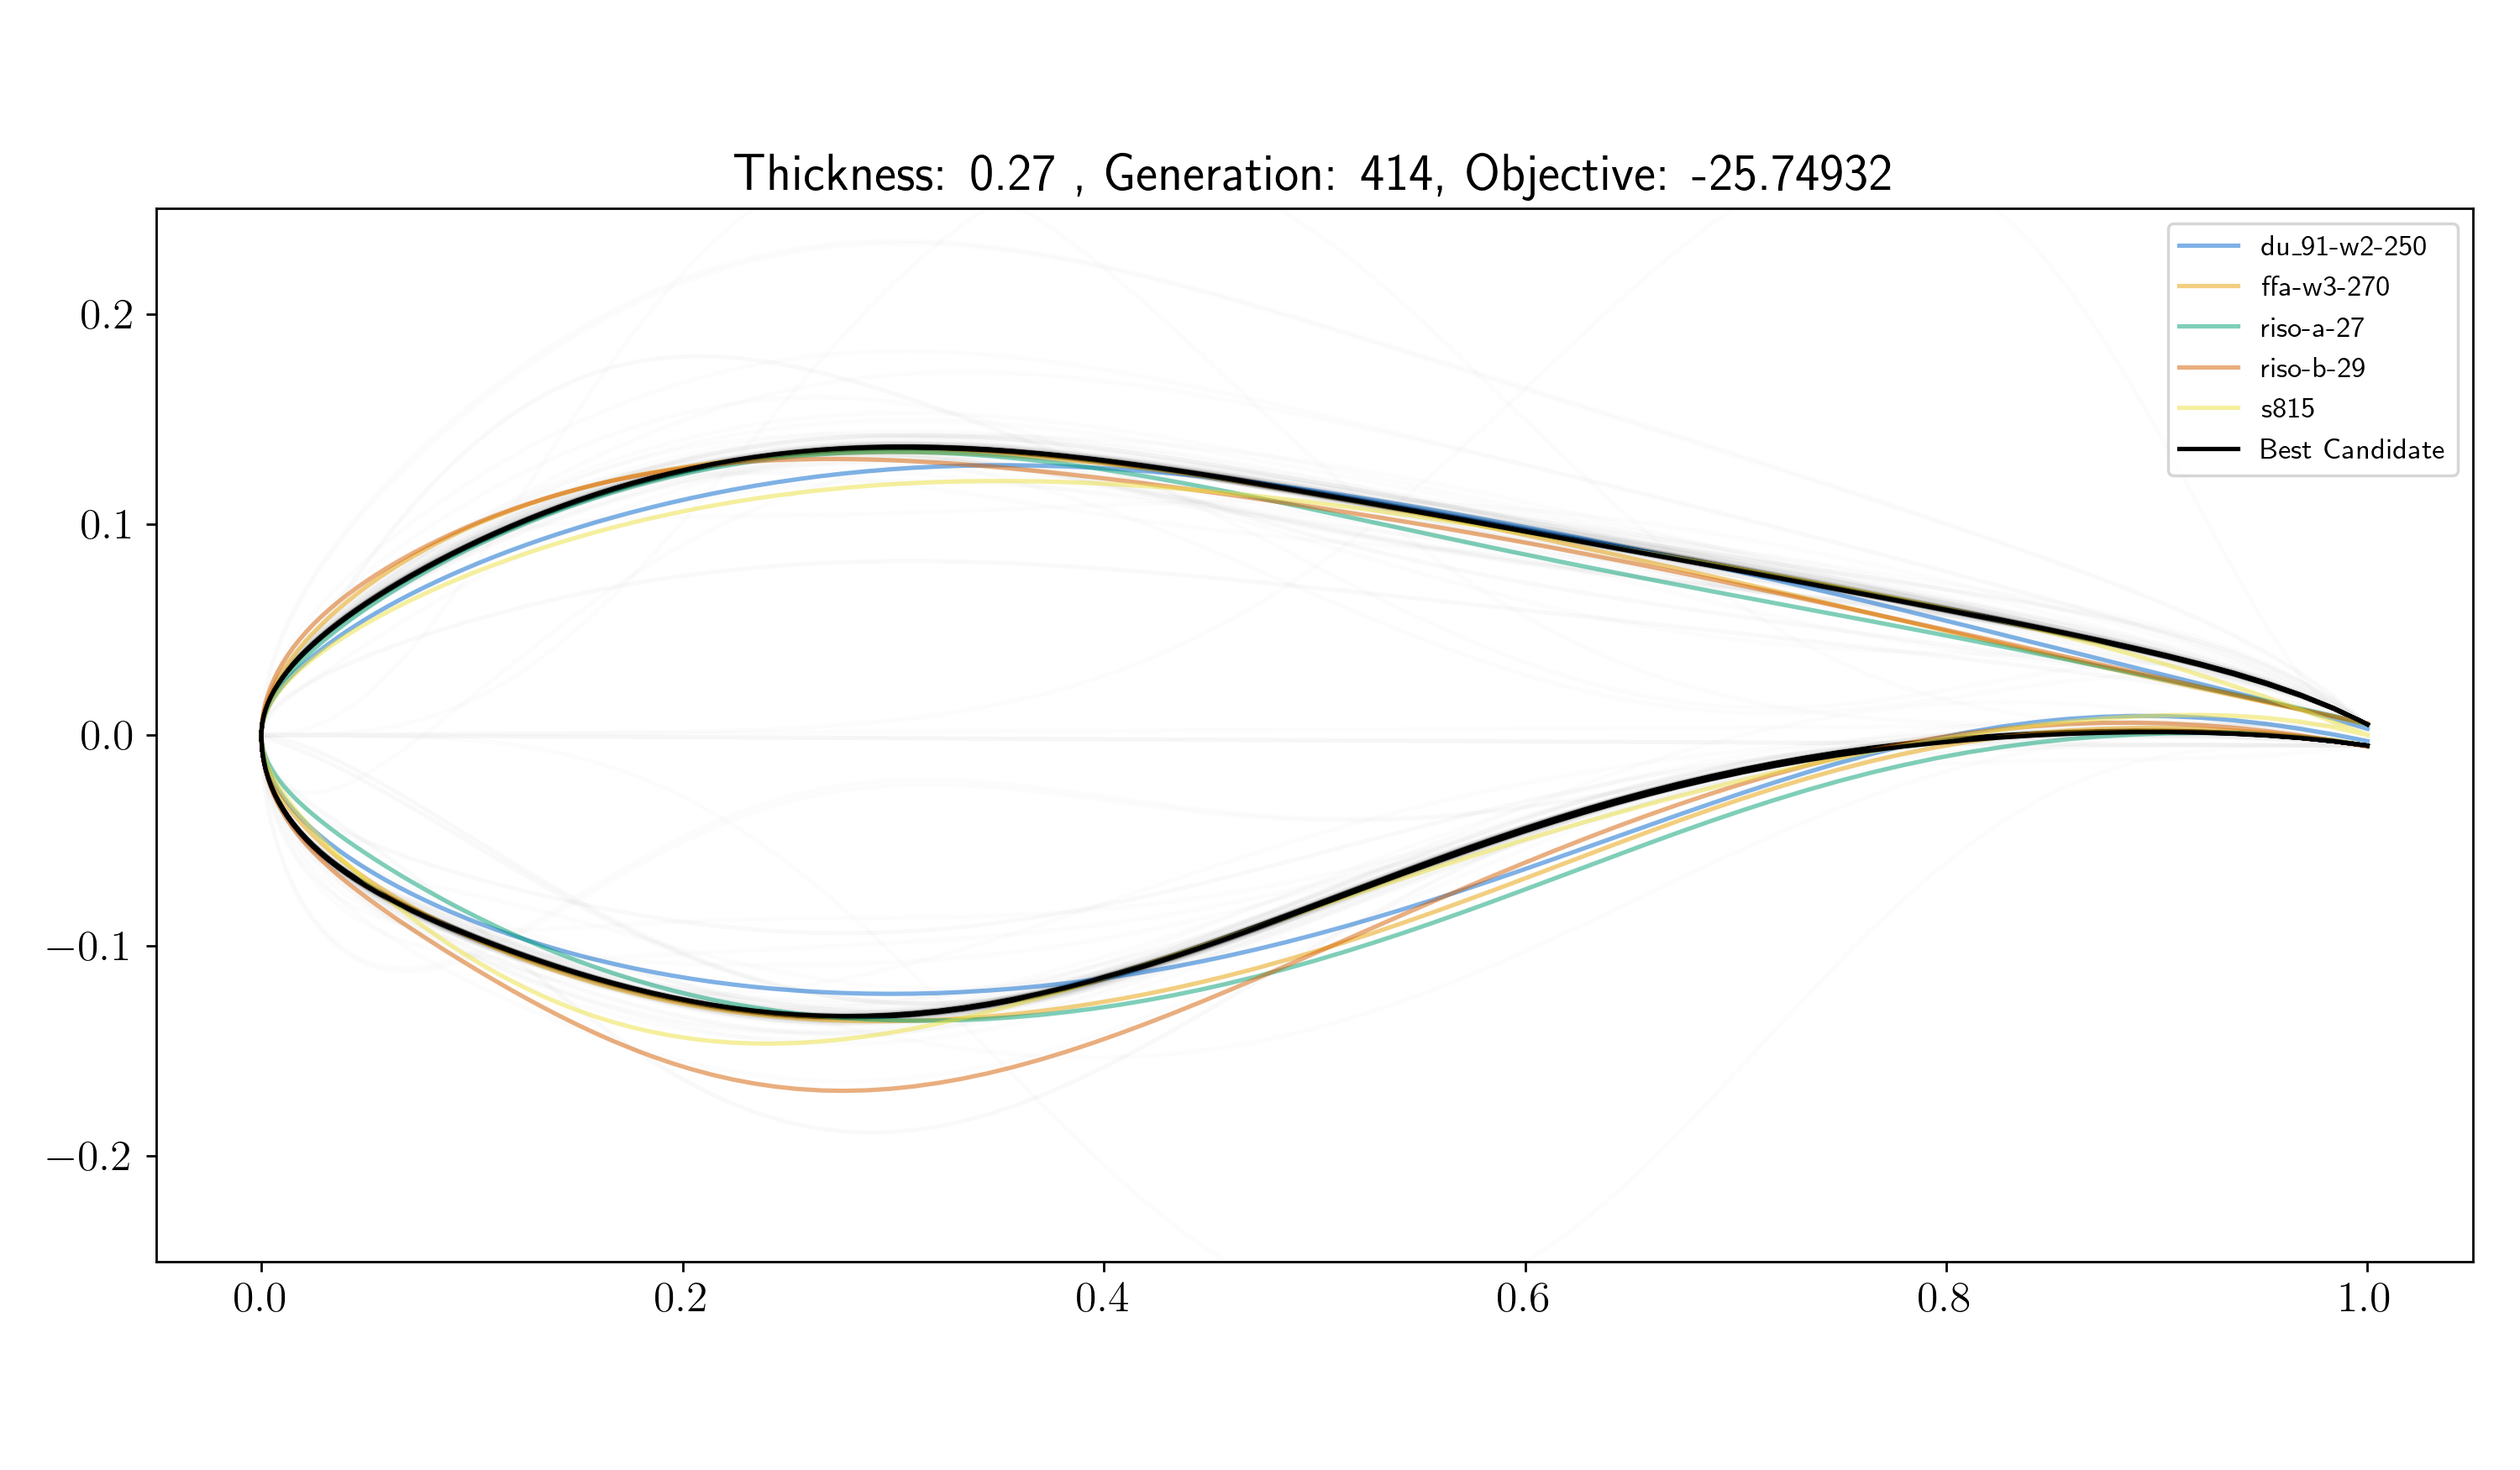 Thickness: 0.27 , Generation: 414, Objective: -25.74932
du_91-w2-250
ffa-w3-270
riso-a-27
riso-b-29
s815
Best Candidate
0.2
0.1
0.0
−0.1
−0.2
0.0 0.2 0.4 0.6 0.8 1.0